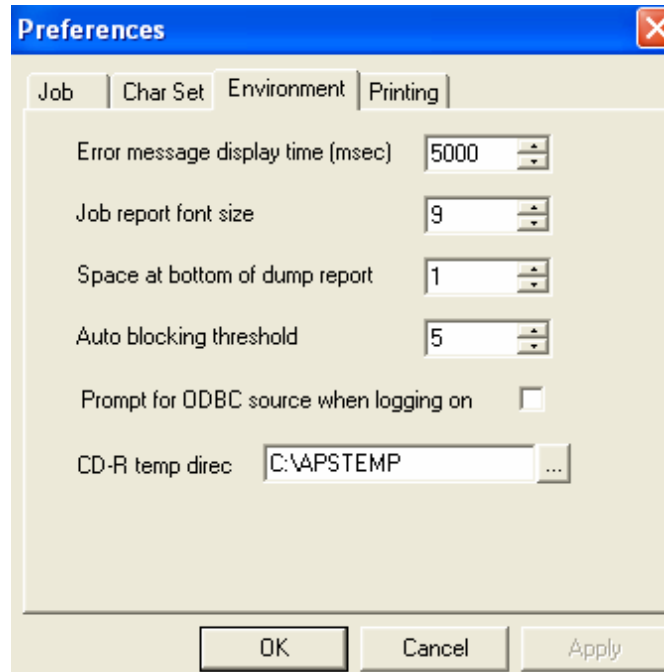 Preferences
Job Char Set Environment Printing
Error message display time (msec) 5000
Job report font size 9
Space at bottom of dump report 1
Auto blocking threshold 5
Prompt for ODBC source when logging on
CD-R temp direc C:\APSTEMP ...
OK Cancel Apply